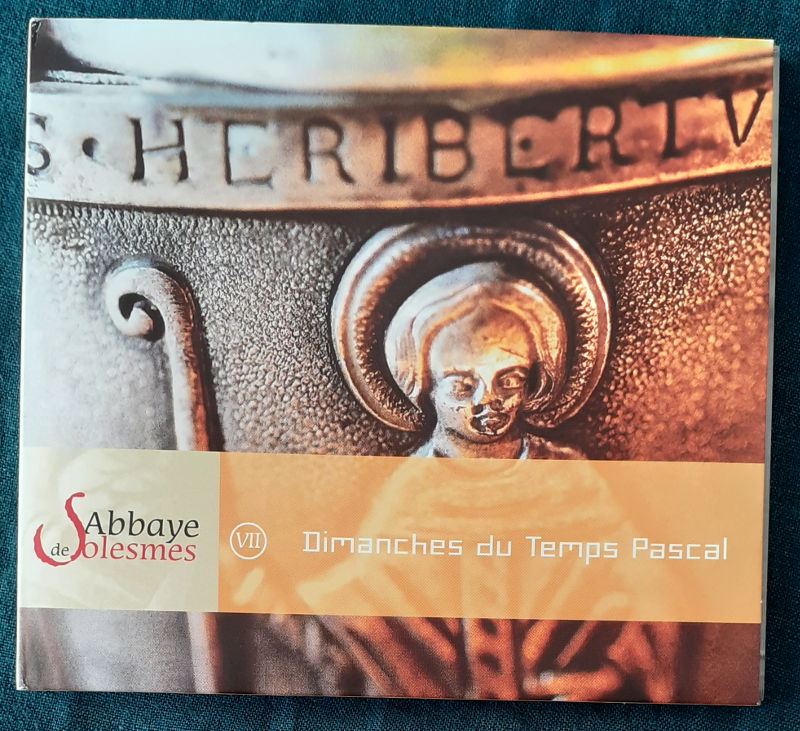 S · HERIBERTV
Abbaye
de Solesmes
VII
Dimanches du Temps Pascal